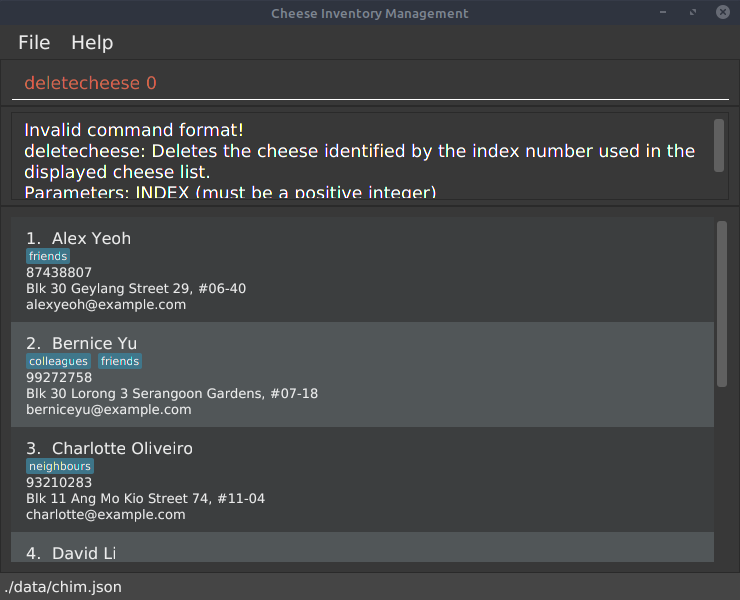 Cheese Inventory Management
File Help
deletecheese 0
Invalid command format!
deletecheese: Deletes the cheese identified by the index number used in the
displayed cheese list.
Parameters: INDEX (must be a positive integer)
1. Alex Yeoh
friends
87438807
Blk 30 Geylang Street 29, #06-40
alexyeoh@example.com
2. Bernice Yu
colleagues friends
99272758
Blk 30 Lorong 3 Serangoon Gardens, #07-18
berniceyu@example.com
3. Charlotte Oliveiro
neighbours
93210283
Blk 11 Ang Mo Kio Street 74, #11-04
charlotte@example.com
4. David Li
./data/chim.json